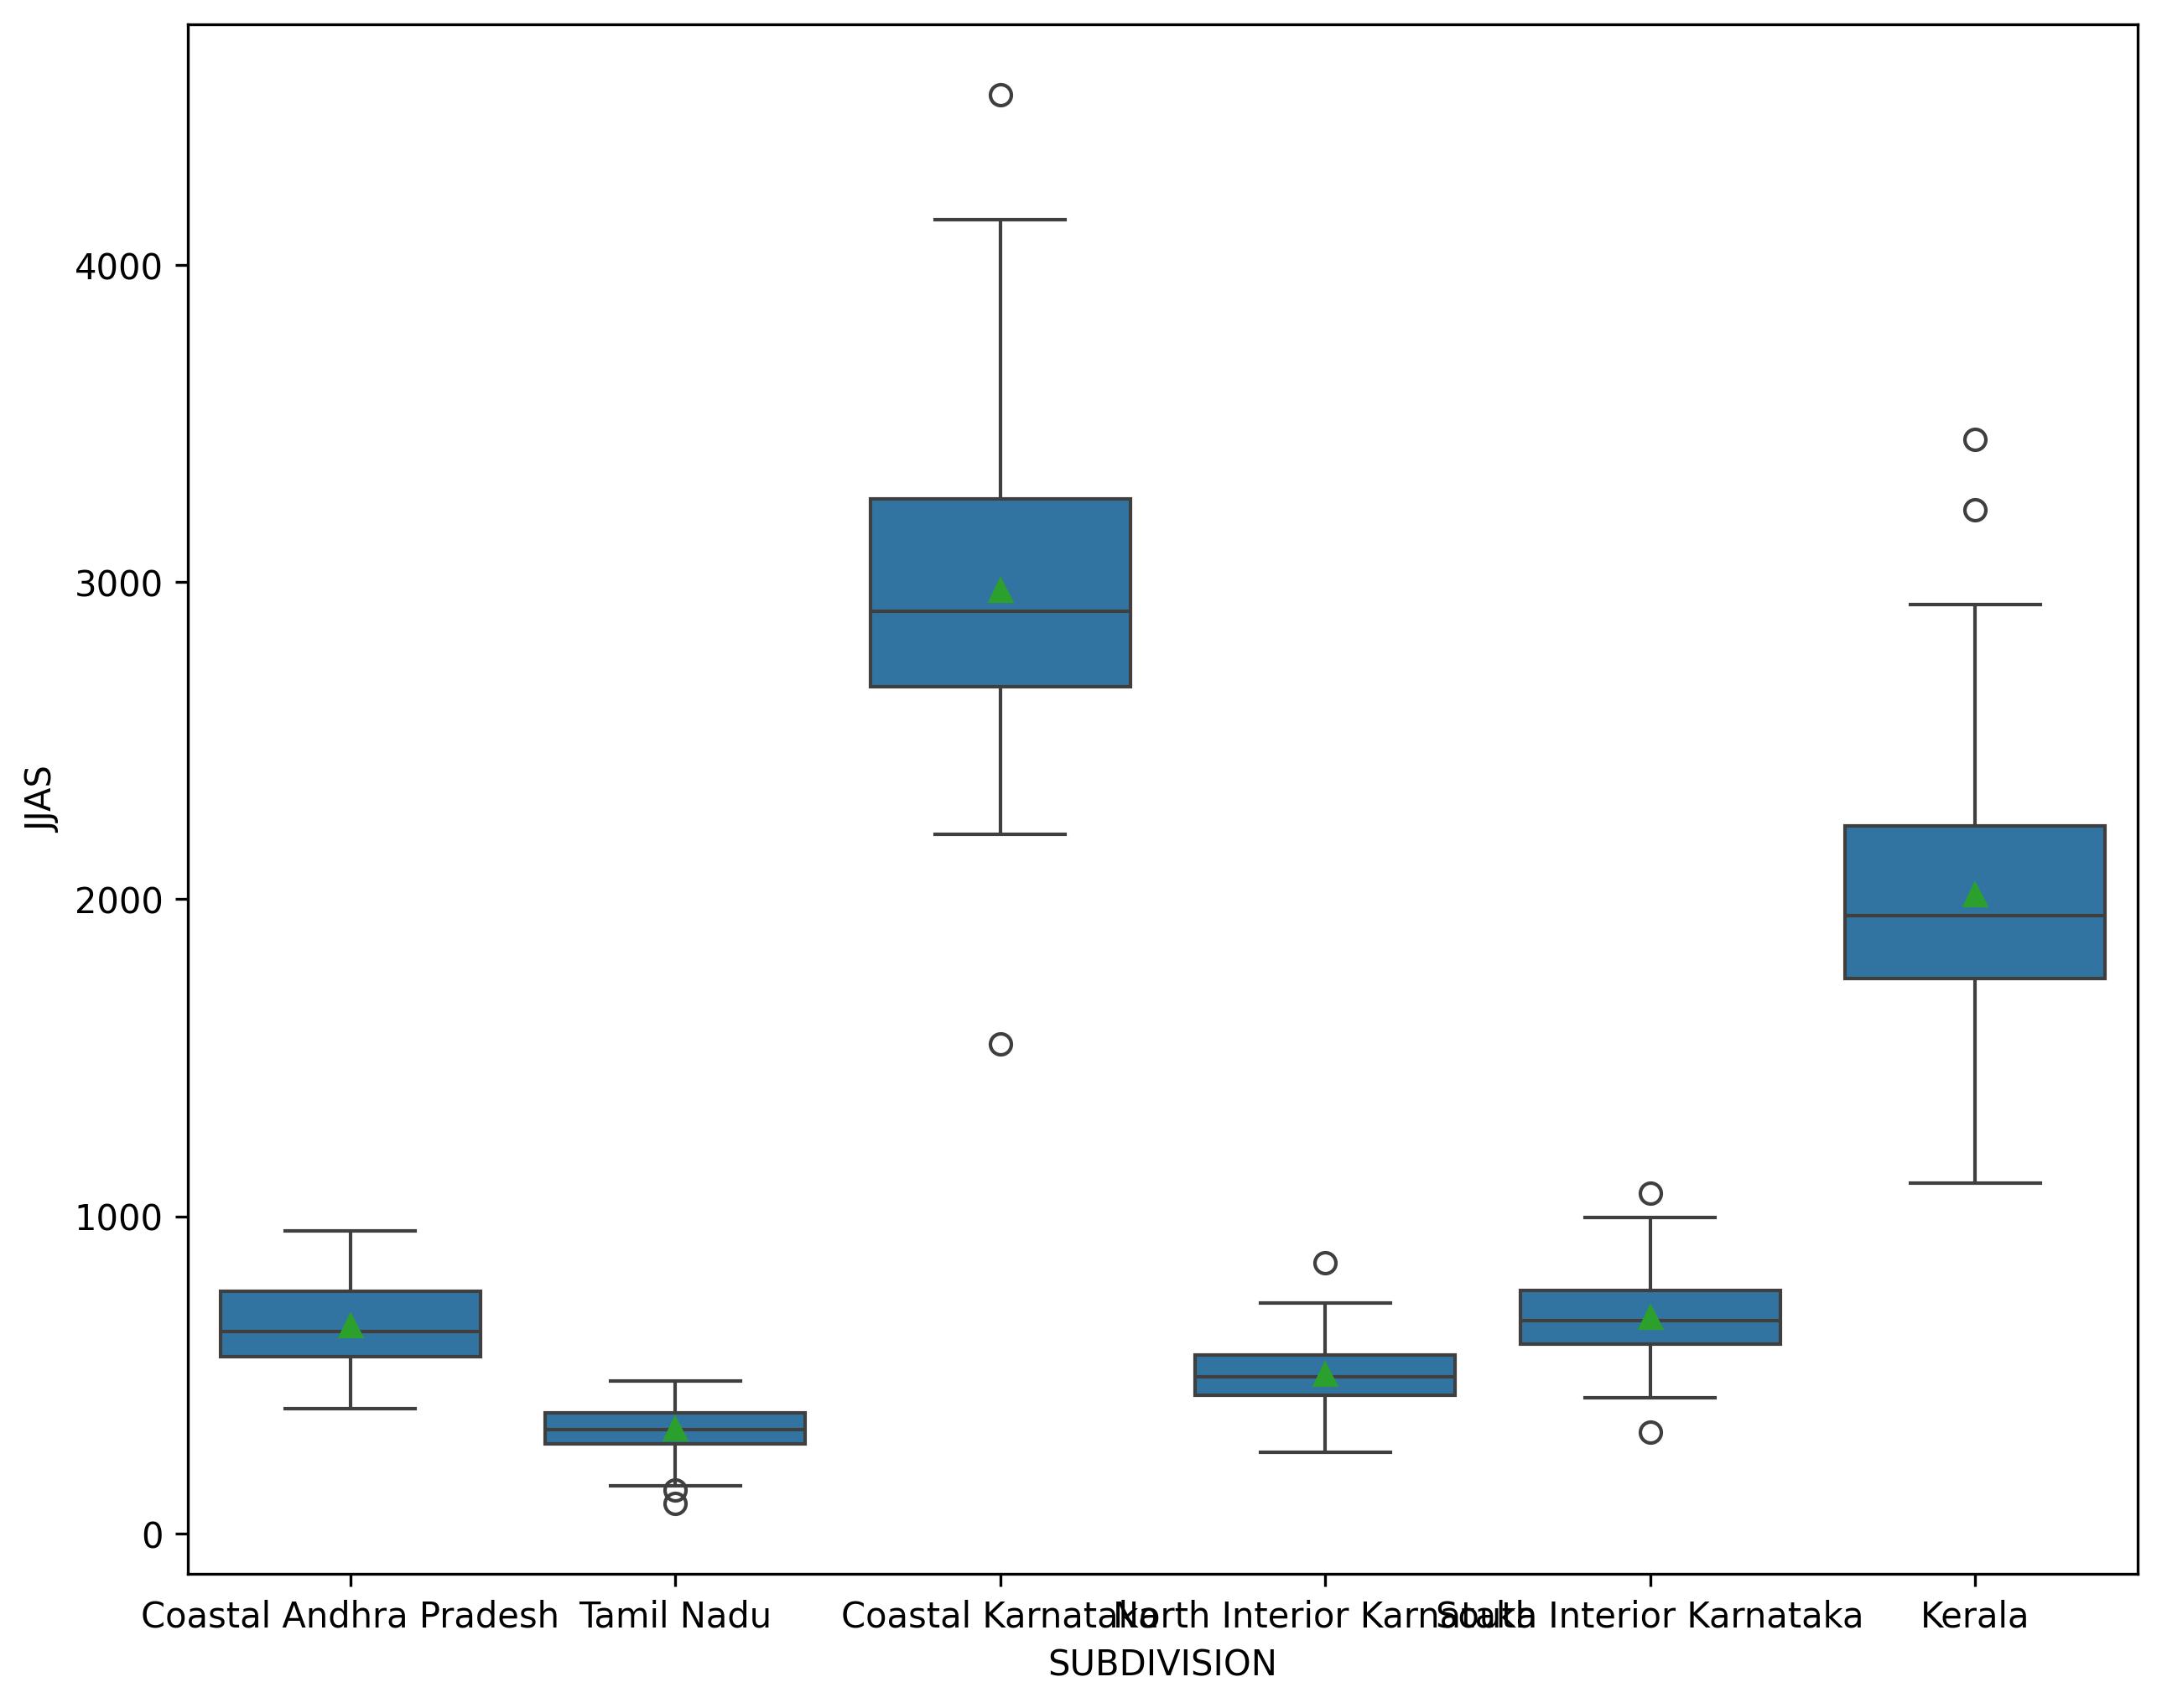 JJAS
4000
3000
2000
1000
0
Coastal Andhra Pradesh Tamil Nadu Coastal Karnataka North Interior Karnataka South Interior Karnataka Kerala
SUBDIVISION